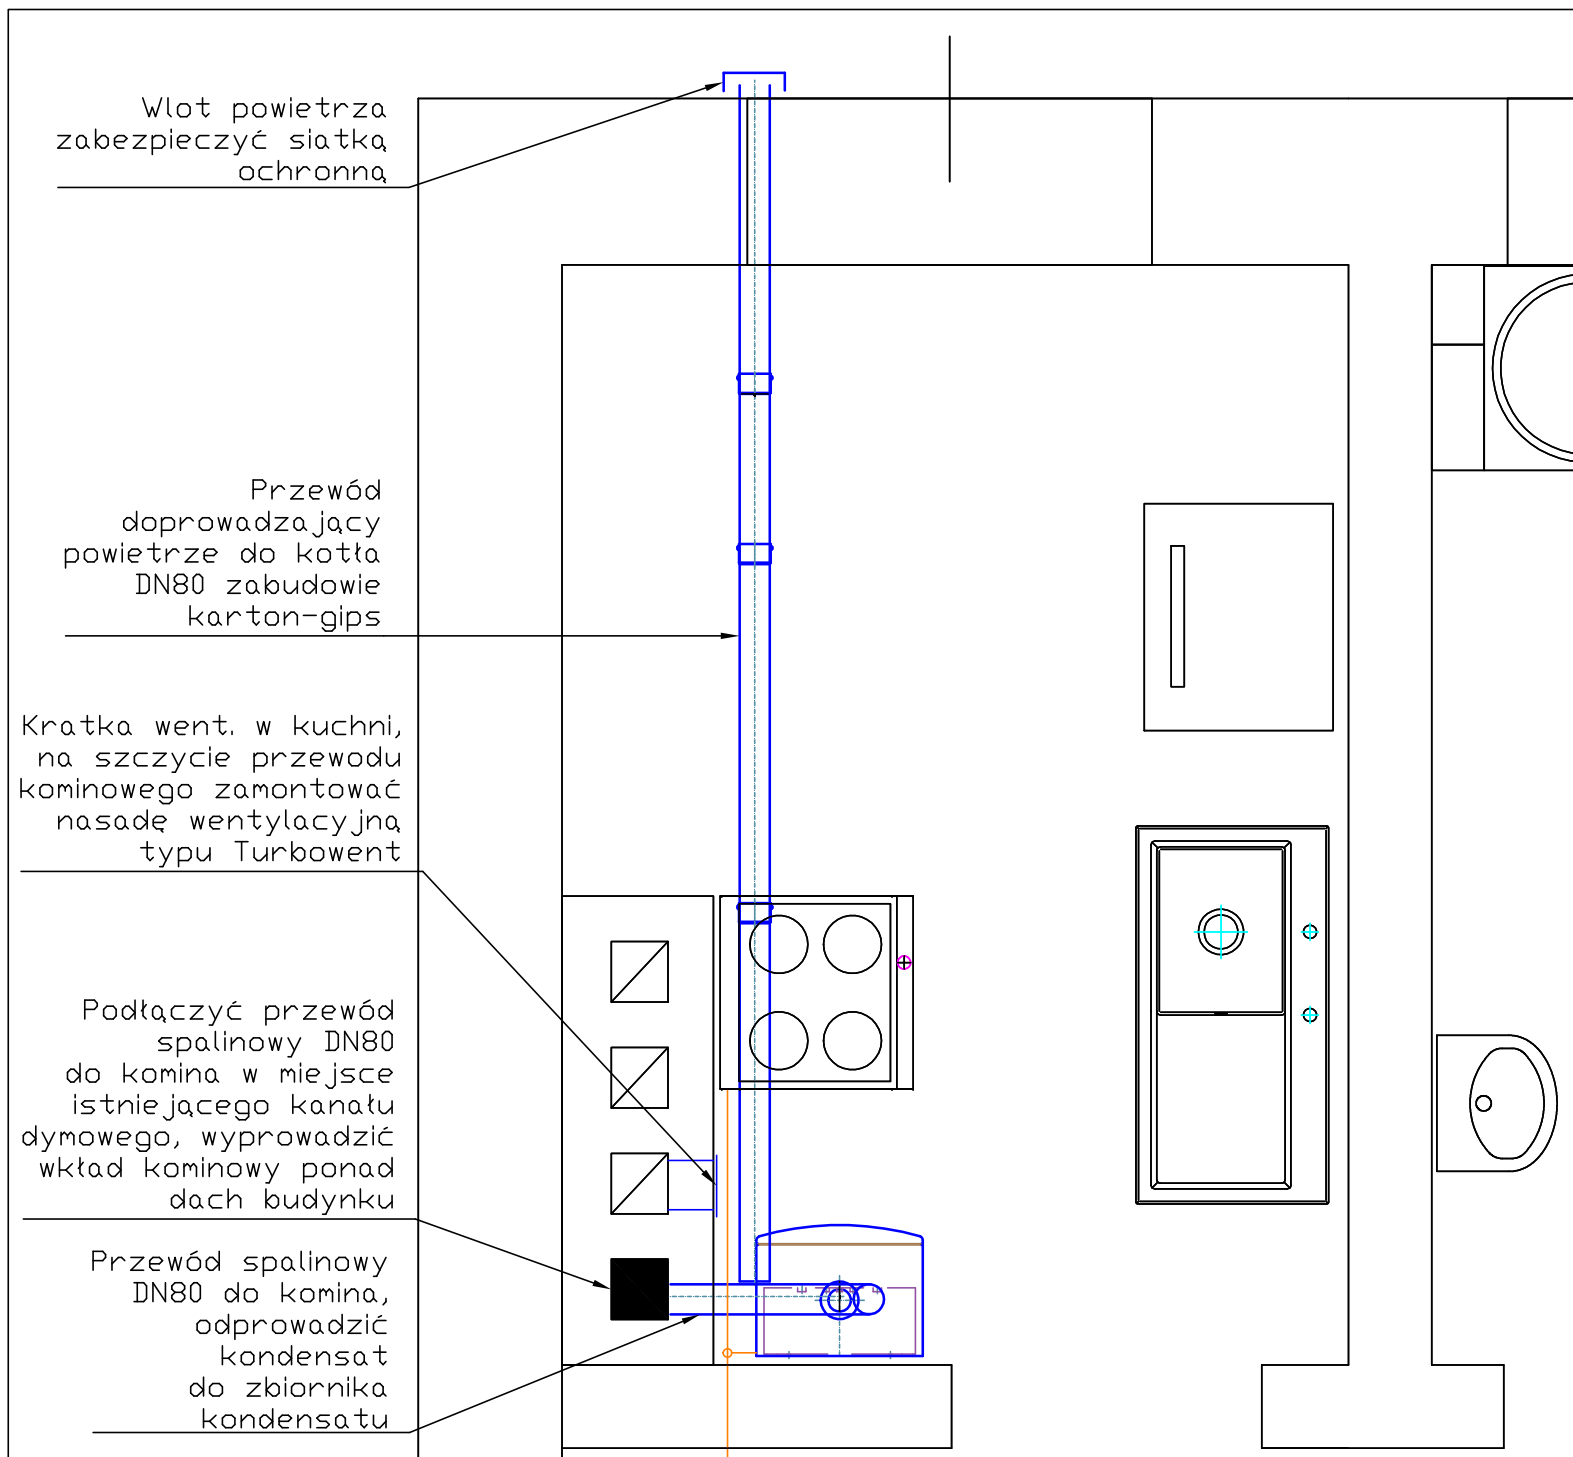 Wlot powietrza
zabezpieczyć siatką
ochronną
Przewód
doprowadzający
powietrze do kotła
DN80 zabudowie
karton-gips
Kratka went. w kuchni,
na szczycie przewodu
kominowego zamontować
nasadę wentylacyjną
typu Turbowent
Podłączyć przewód
spalinowy DN80
do komina w miejsce
istniejącego kanału
dymowego, wyprowadzić
wkład kominowy ponad
dach budynku
Przewód spalinowy
DN80 do komina,
odprowadzić
kondensat
do zbiornika
kondensatu